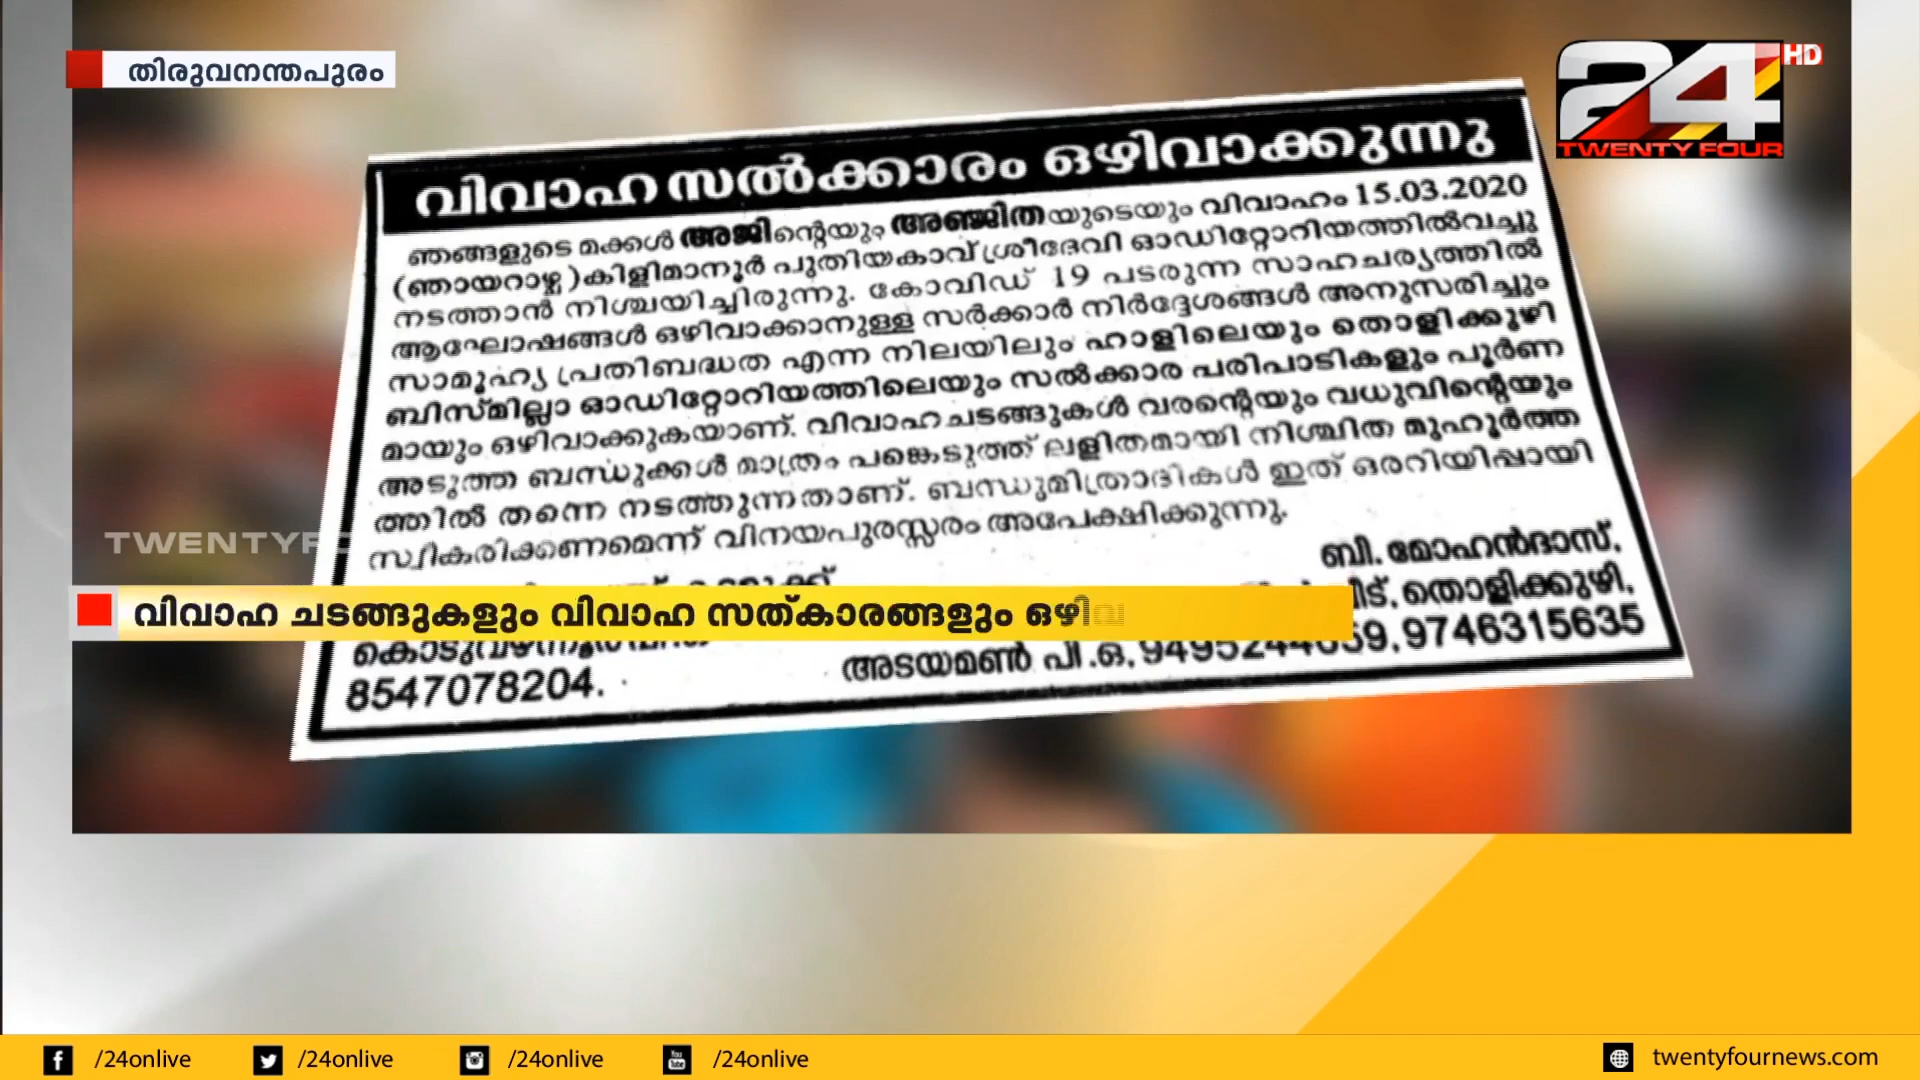 തിരുവനന്തപുരം
24 HD
TWENTY FOUR
വിവാഹ സൽക്കാരം ഒഴിവാക്കുന്നു
ഞങ്ങളുടെ മക്കൾ അജിന്റെയും അഞ്ജിതയുടെയും വിവാഹം 15.03.2020
(ഞായറാഴ്ച)കിളിമാനൂർ പുതിയകാവ് ശ്രീദേവി ഓഡിറ്റോറിയത്തിൽവച്ചു
നടത്താൻ നിശ്ചയിച്ചിരുന്നു. കോവിഡ് 19 പടരുന്ന സാഹചര്യത്തിൽ
ആഘോഷങ്ങൾ ഒഴിവാക്കാനുള്ള സർക്കാർ നിർദ്ദേശങ്ങൾ അനുസരിച്ചും
സാമൂഹ്യ പ്രതിബദ്ധത എന്ന നിലയിലും ഹാളിലെയും തൊളിക്കുഴി
ബിസ്മില്ലാ ഓഡിറ്റോറിയത്തിലെയും സൽക്കാര പരിപാടികളും പൂർണ
മായും ഒഴിവാക്കുകയാണ്. വിവാഹചടങ്ങുകൾ വരന്റെയും വധുവിന്റെയും
അടുത്ത ബന്ധുക്കൾ മാത്രം പങ്കെടുത്ത് ലളിതമായി നിശ്ചിത മുഹൂർത്ത
ത്തിൽ തന്നെ നടത്തുന്നതാണ്. ബന്ധുമിത്രാദികൾ ഇത് ഒരറിയിപ്പായി
സ്വീകരിക്കണമെന്ന് വിനയപുരസ്സരം അപേക്ഷിക്കുന്നു.
TWENTYFO
ബി. മോഹൻദാസ്,
തൊളിക്കുഴി,
വിവാഹ ചടങ്ങുകളും വിവാഹ സത്കാരങ്ങളും ഒഴിവ
അടയമൺ പി.ഒ, 9746315635
8547078204.
/24onlive /24onlive /24onlive /24onlive twentyfournews.com